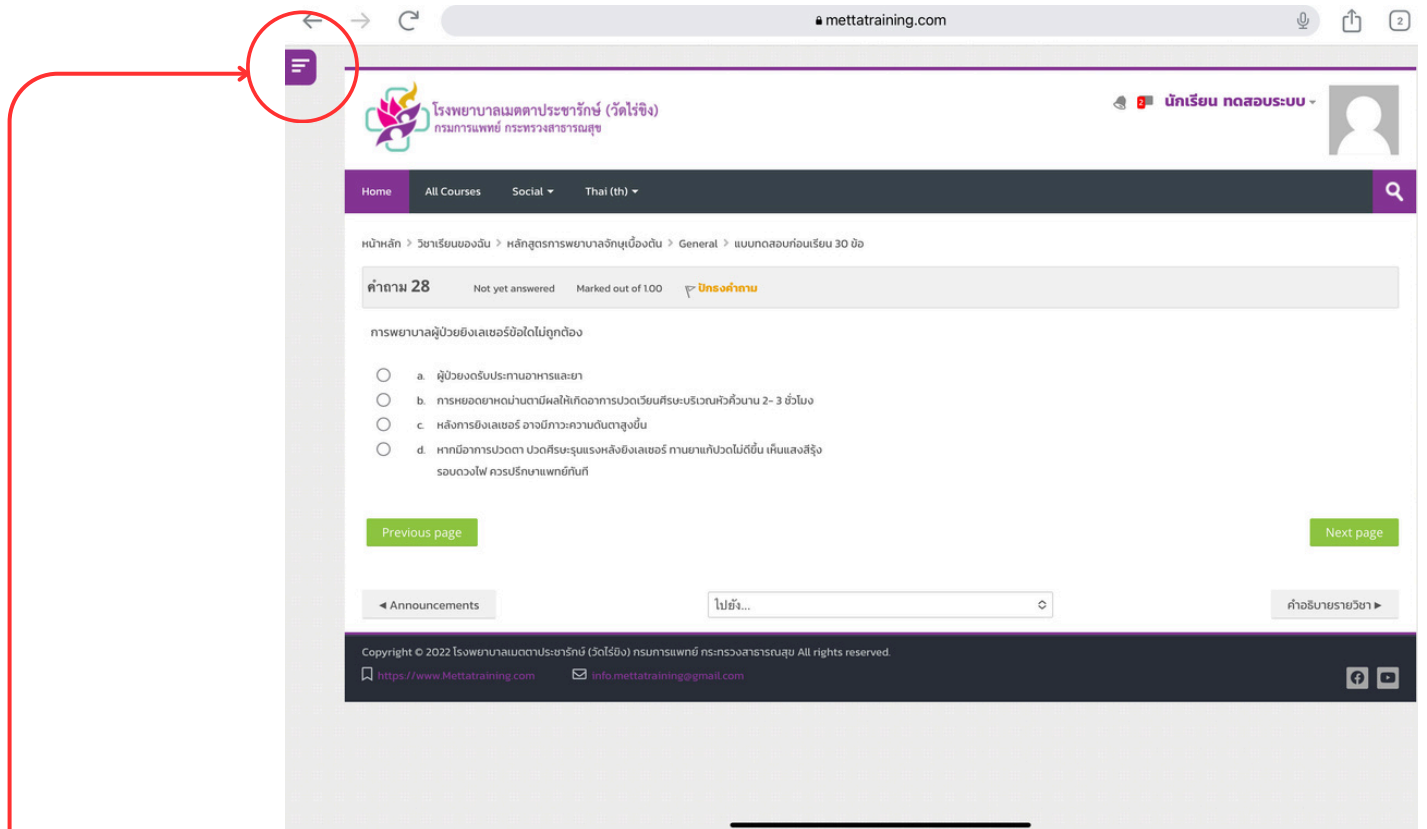 mettatraining.com
2
โรงพยาบาลเมตตาประชารักษ์ (วัดไร่ขิง)
กรมการแพทย์ กระทรวงสาธารณสุข
2
นักเรียน ทดสอบระบบ
Home All Courses Social Thai (th)
หน้าหลัก > วิชาเรียนของฉัน > หลักสูตรการพยาบาลจักษุเบื้องต้น > General > แบบทดสอบก่อนเรียน 30 ข้อ
คำถาม 28 Not yet answered Marked out of 1.00 ปักธงคำถาม
การพยาบาลผู้ป่วยยิงเลเซอร์ข้อใดไม่ถูกต้อง
a. ผู้ป่วยงดรับประทานอาหารและยา
b. การหยอดยาหดม่านตามีผลให้เกิดอาการปวดเวียนศีรษะบริเวณหัวคิ้วนาน 2- 3 ชั่วโมง
c. หลังการยิงเลเซอร์ อาจมีภาวะความดันตาสูงขึ้น
d. หากมีอาการปวดตา ปวดศีรษะรุนแรงหลังยิงเลเซอร์ ทานยาแก้ปวดไม่ดีขึ้น เห็นแสงสีรุ้ง
รอบดวงไฟ ควรปรึกษาแพทย์ทันที
Previous page Next page
◄ Announcements ไปยัง... คำอธิบายรายวิชา ►
Copyright © 2022 โรงพยาบาลเมตตาประชารักษ์ (วัดไร่ขิง) กรมการแพทย์ กระทรวงสาธารณสุข All rights reserved.
https://www.Mettatraining.com info.mettatraining@gmail.com